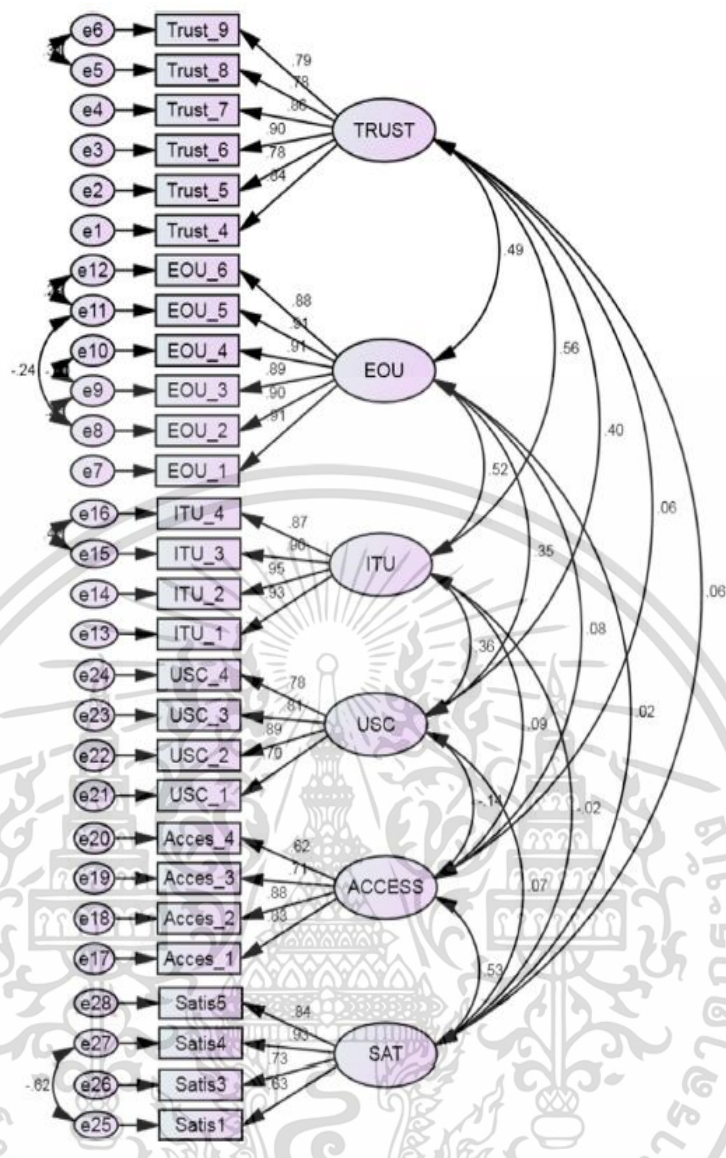 e6 Trust_9
.79
e5 Trust_8
.78
e4 Trust_7
.86
TRUST
e3 Trust_6
.90
e2 Trust_5
.78
e1 Trust_4
.49
e12 EOU_6
.88
e11 EOU_5
.91
e10 EOU_4
.91
-.24
EOU
.56
e9 EOU_3
.89
e8 EOU_2
.90
.40
e7 EOU_1
.91
.52
e16 ITU_4
.87
.06
e15 ITU_3
.35
ITU
.06
e14 ITU_2
.95
e13 ITU_1
.93
.08
.36
e24 USC_4
.78
e23 USC_3
.81
USC
.02
.09
e22 USC_2
.89
e21 USC_1
.70
-.14
-.02
e20 Acces_4
.62
e19 Acces_3
.71
ACCESS
.07
e18 Acces_2
.88
e17 Acces_1
.83
.53
e28 Satis5
.84
e27 Satis4
.93
SAT
e26 Satis3
.73
-.62
e25 Satis1
.63